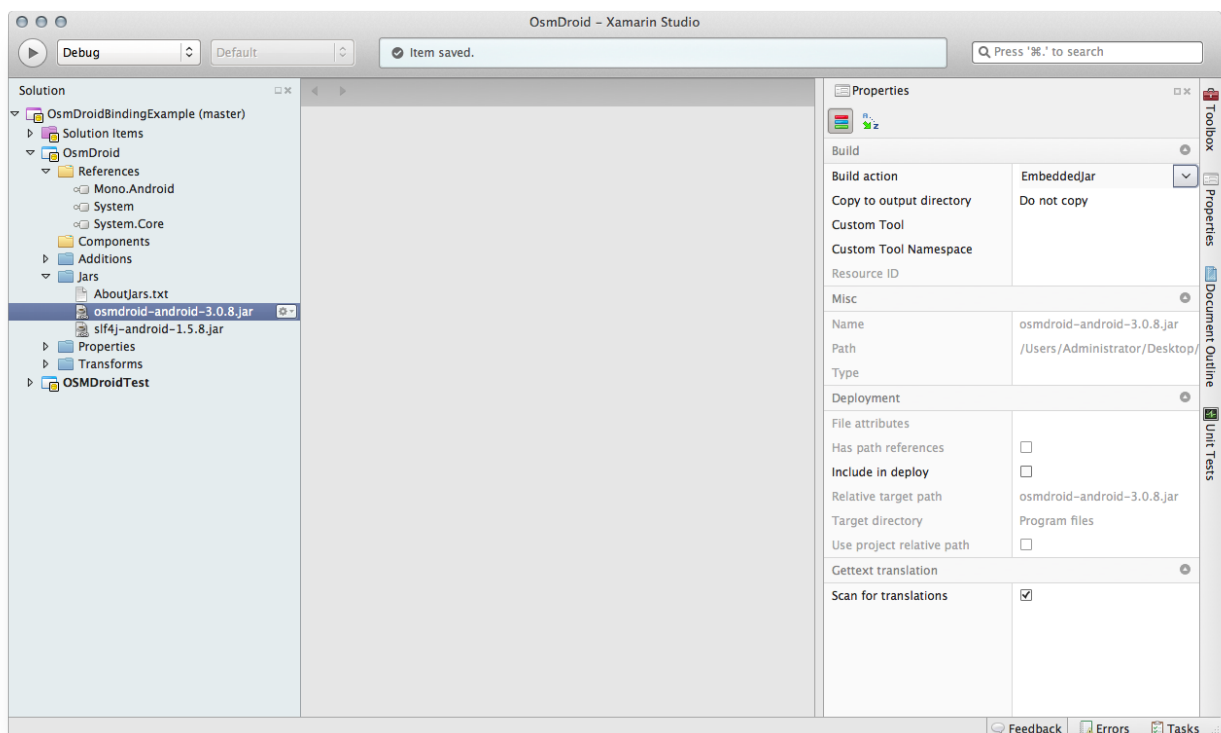 OsmDroid – Xamarin Studio
Debug
Default
Item saved.
Press '⌘.' to search
Solution
OsmDroidBindingExample (master)
Solution Items
OsmDroid
References
Mono.Android
System
System.Core
Components
Additions
Jars
AboutJars.txt
osmdroid-android-3.0.8.jar
slf4j-android-1.5.8.jar
Properties
Transforms
OSMDroidTest
Properties
Build
Build action EmbeddedJar
Copy to output directory Do not copy
Custom Tool
Custom Tool Namespace
Resource ID
Misc
Name osmdroid-android-3.0.8.jar
Path /Users/Administrator/Desktop/
Type
Deployment
File attributes
Has path references
Include in deploy
Relative target path osmdroid-android-3.0.8.jar
Target directory Program files
Use project relative path
Gettext translation
Scan for translations
Toolbox
Properties
Document Outline
Unit Tests
Feedback
Errors
Tasks